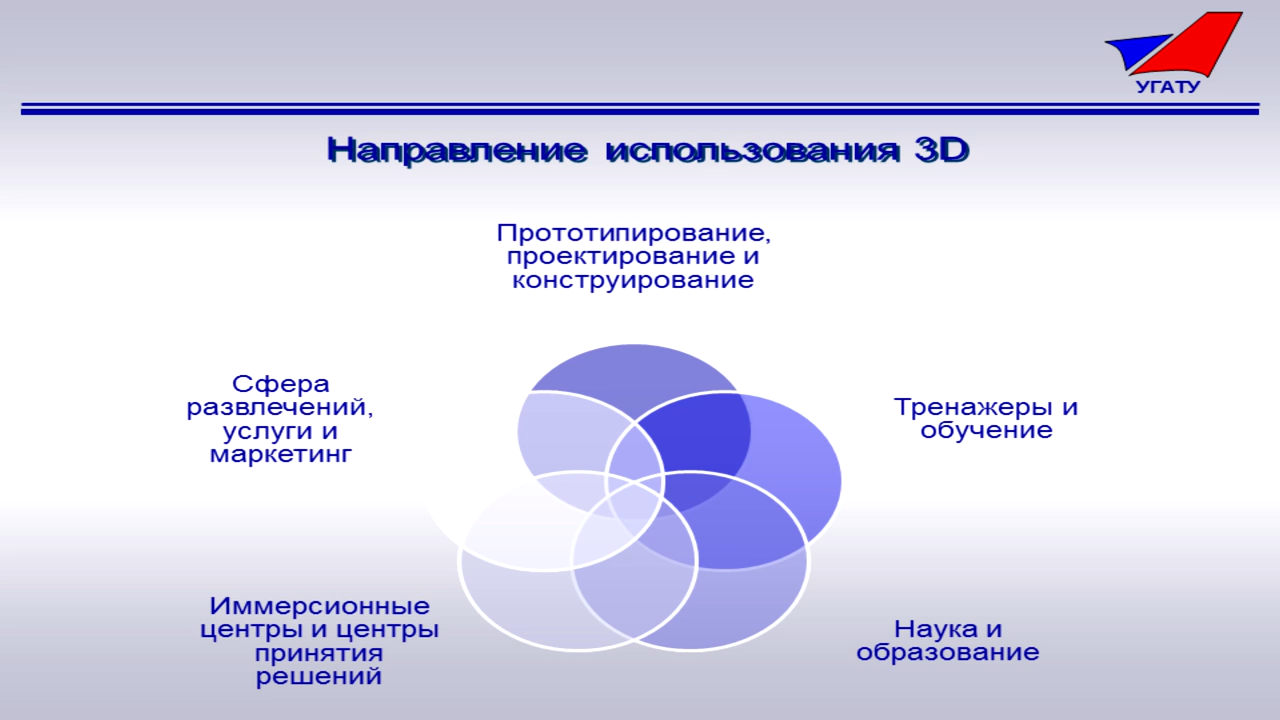 УГАТУ
Направление использования 3D
Прототипирование,
проектирование и
конструирование
Сфера
развлечений,
услуги и
маркетинг
Тренажеры и
обучение
Иммерсионные
центры и центры
принятия
решений
Наука и
образование